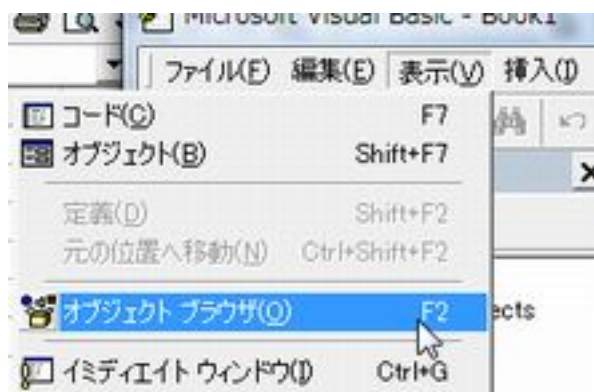 Microsoft Visual Basic - Book1
ファイル(F) 編集(E) 表示(V) 挿入(I)
コード(C) F7
オブジェクト(B) Shift+F7
定義(D) Shift+F2
元の位置へ移動(N) Ctrl+Shift+F2
オブジェクト ブラウザ(O) F2
ects
イミディエイト ウィンドウ(I) Ctrl+G